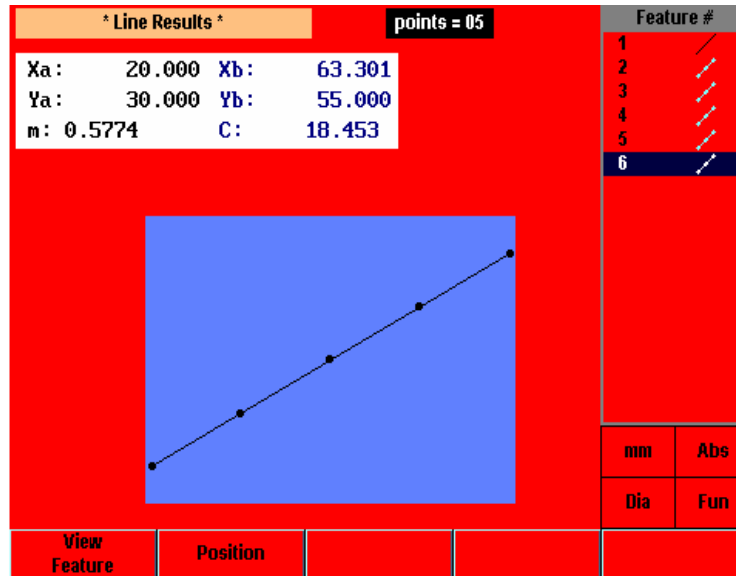 * Line Results *
points = 05
Feature #
Xa: 20.000 Xb: 63.301
Ya: 30.000 Yb: 55.000
m: 0.5774 C: 18.453
1
2
3
4
5
6
mm Abs
Dia Fun
View
Feature
Position